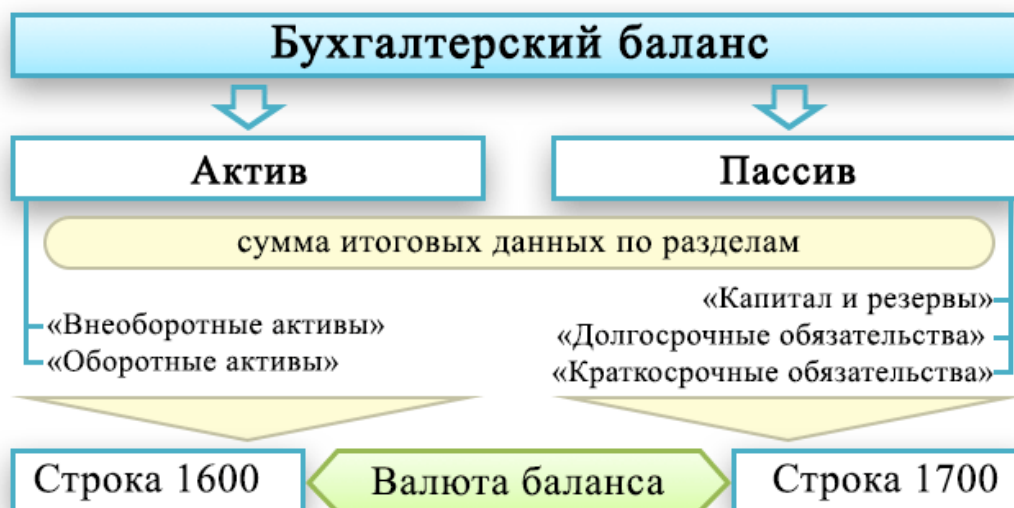 Бухгалтерский баланс
Актив
Пассив
сумма итоговых данных по разделам
«Внеоборотные активы»
«Оборотные активы»
«Капитал и резервы»
«Долгосрочные обязательства»
«Краткосрочные обязательства»
Строка 1600
Валюта баланса
Строка 1700